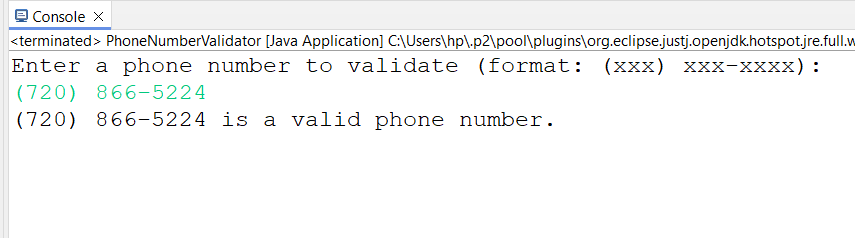 Console
<terminated> PhoneNumberValidator [Java Application] C:\Users\hp\.p2\pool\plugins\org.eclipse.justj.openjdk.hotspot.jre.full.w
Enter a phone number to validate (format: (xxx) xxx-xxxx):
(720) 866-5224
(720) 866-5224 is a valid phone number.